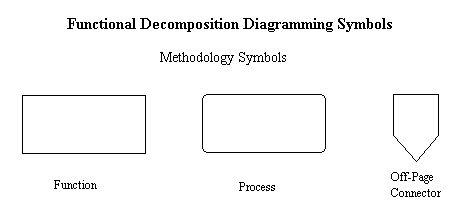 Functional Decomposition Diagramming Symbols
Methodology Symbols
Function
Process
Off-Page
Connector